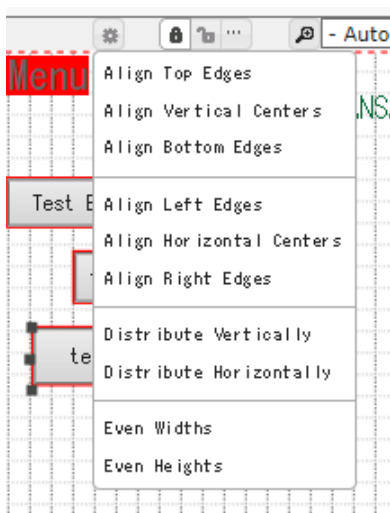 - Auto
Menu
Align Top Edges
Align Vertical Centers
Align Bottom Edges
Test
Align Left Edges
Align Horizontal Centers
Align Right Edges
Distribute Vertically
te
Distribute Horizontally
Even Widths
Even Heights